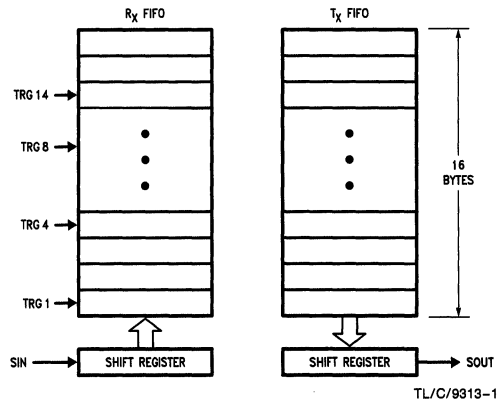 RX FIFO
TX FIFO
TRG 14
TRG 8
16
BYTES
TRG 4
TRG 1
SIN
SHIFT REGISTER
SHIFT REGISTER
SOUT
TL/C/9313-1